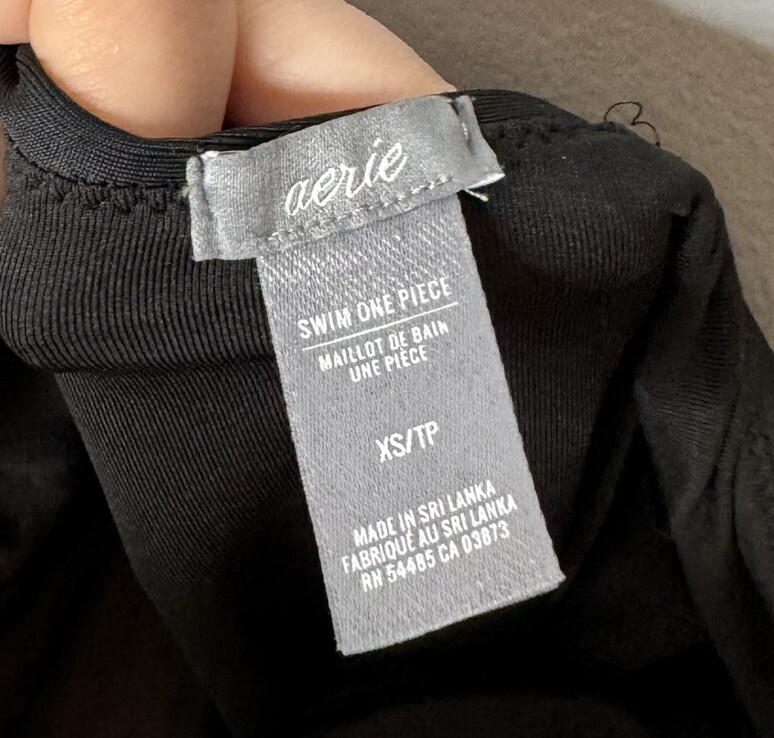 aerie
SWIM ONE PIECE
MAILLOT DE BAIN
UNE PIÈCE
XS/TP
MADE IN SRI LANKA
FABRIQUÉ AU SRI LANKA
RN 54485 CA 03873